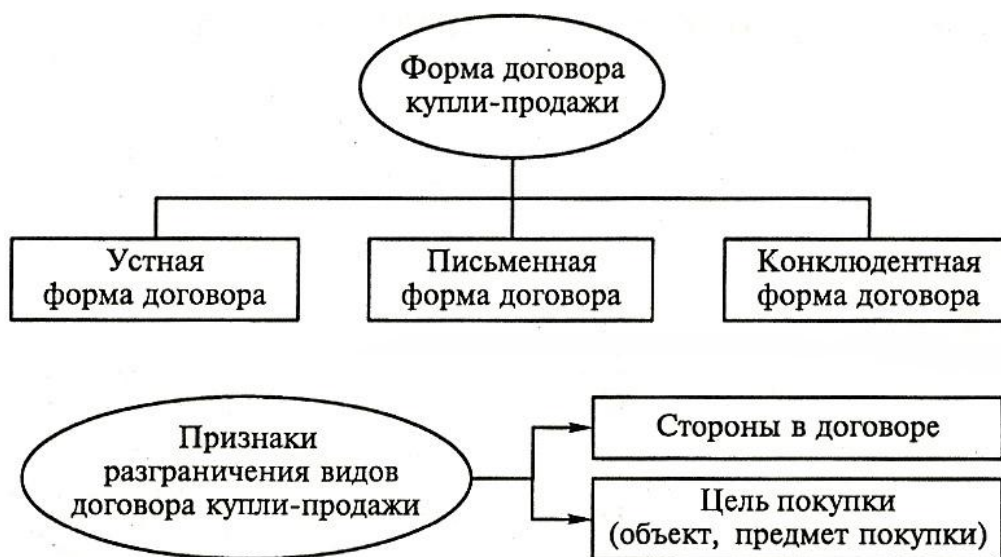 Форма договора
купли-продажи
Устная
форма договора
Письменная
форма договора
Конклюдентная
форма договора
Признаки
разграничения видов
договора купли-продажи
Стороны в договоре
Цель покупки
(объект, предмет покупки)